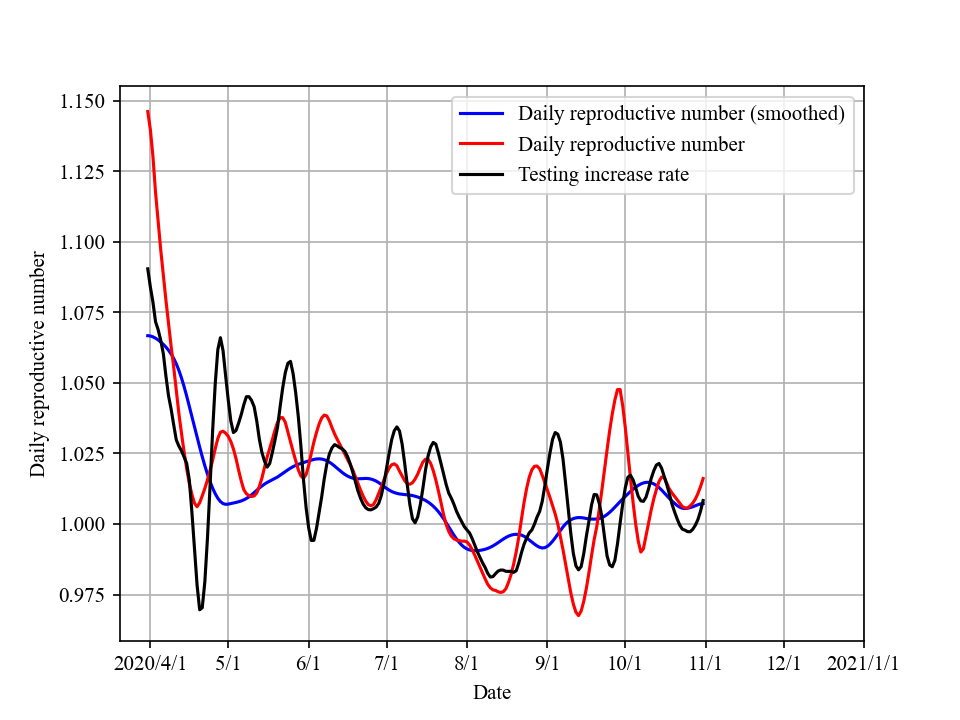 Daily reproductive number (smoothed)
Daily reproductive number
Testing increase rate
1.150
1.125
1.100
1.075
1.050
1.025
1.000
0.975
Daily reproductive number
2020/4/1 5/1 6/1 7/1 8/1 9/1 10/1 11/1 12/1 2021/1/1
Date